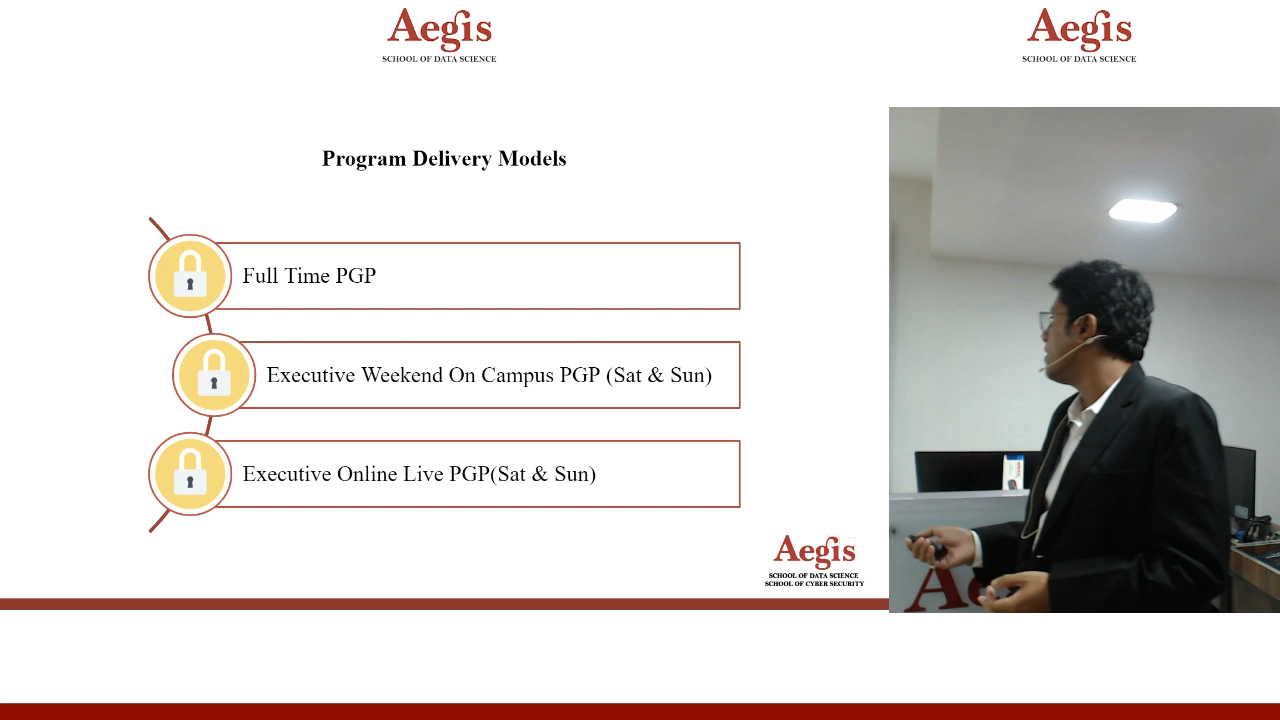 Aegis
SCHOOL OF DATA SCIENCE
Aegis
SCHOOL OF DATA SCIENCE
Program Delivery Models
Full Time PGP
Executive Weekend On Campus PGP (Sat & Sun)
Executive Online Live PGP(Sat & Sun)
Aegis
SCHOOL OF DATA SCIENCE
SCHOOL OF CYBER SECURITY